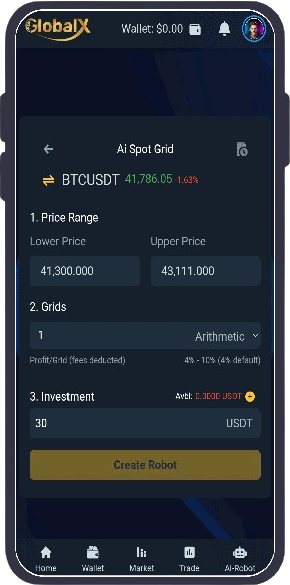 GlobalX
Wallet: $0.00
Ai Spot Grid
BTCUSDT 41,786.05 -1.63%
1. Price Range
Lower Price Upper Price
41,300.000 43,111.000
2. Grids
1 Arithmetic
Profit/Grid (fees deducted) 4% - 10% (4% default)
3. Investment Avbl: 0.0000 USDT
30 USDT
Create Robot
Home Wallet Market Trade AI-Robot